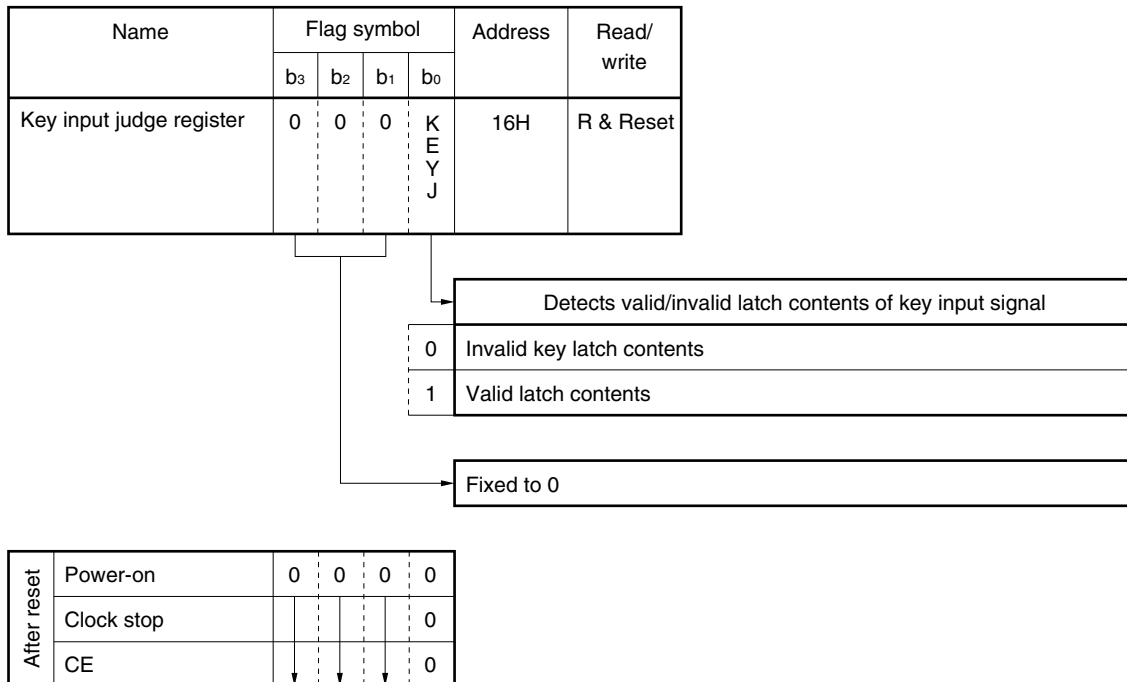 Name Flag symbol Address Read/
write
b3 b2 b1 b0
Key input judge register 0 0 0 K 16H R & Reset
E
Y
J
Detects valid/invalid latch contents of key input signal
0 Invalid key latch contents
1 Valid latch contents
Fixed to 0
After reset
Power-on 0 0 0 0
Clock stop 0
CE 0